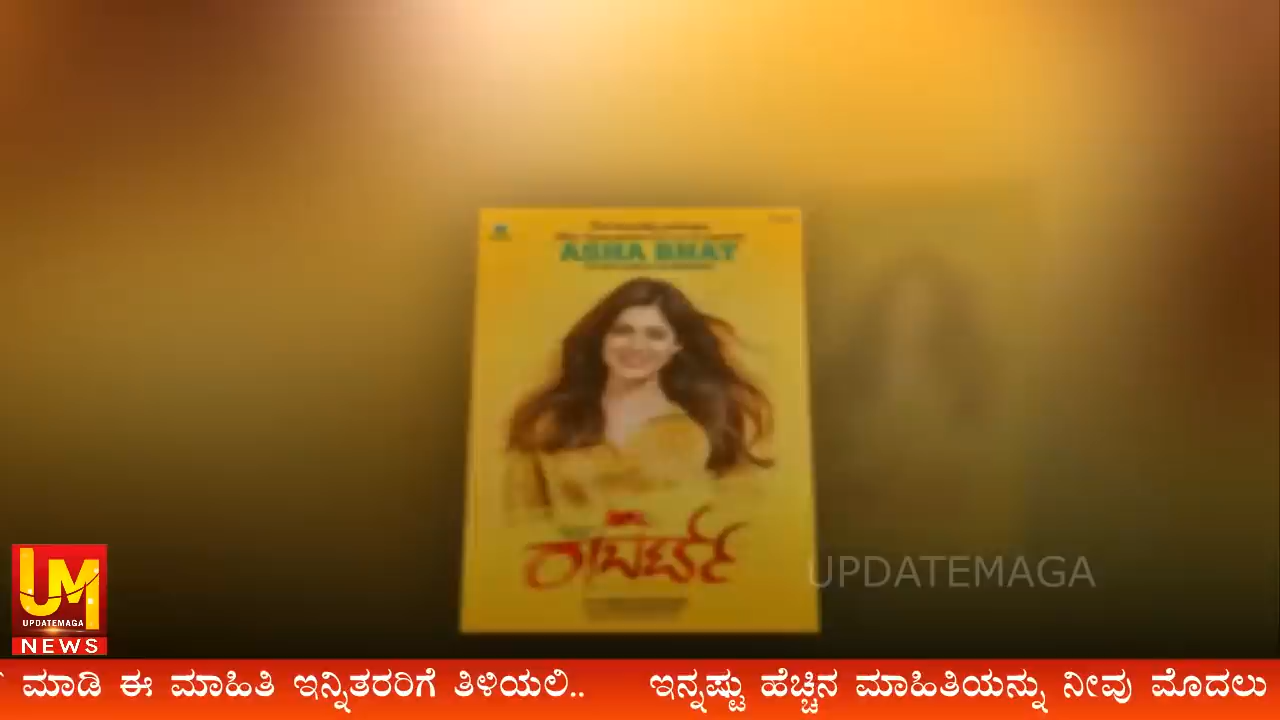 ASHA BHAT
ರಾಬರ್ಟ್
UPDATEMAGA
UM
UPDATEMAGA
NEWS
ಮಾಡಿ ಈ ಮಾಹಿತಿ ಇನ್ನಿತರರಿಗೆ ತಿಳಿಯಲಿ.. ಇನ್ನಷ್ಟು ಹೆಚ್ಚಿನ ಮಾಹಿತಿಯನ್ನು ನೀವು ಮೊದಲು